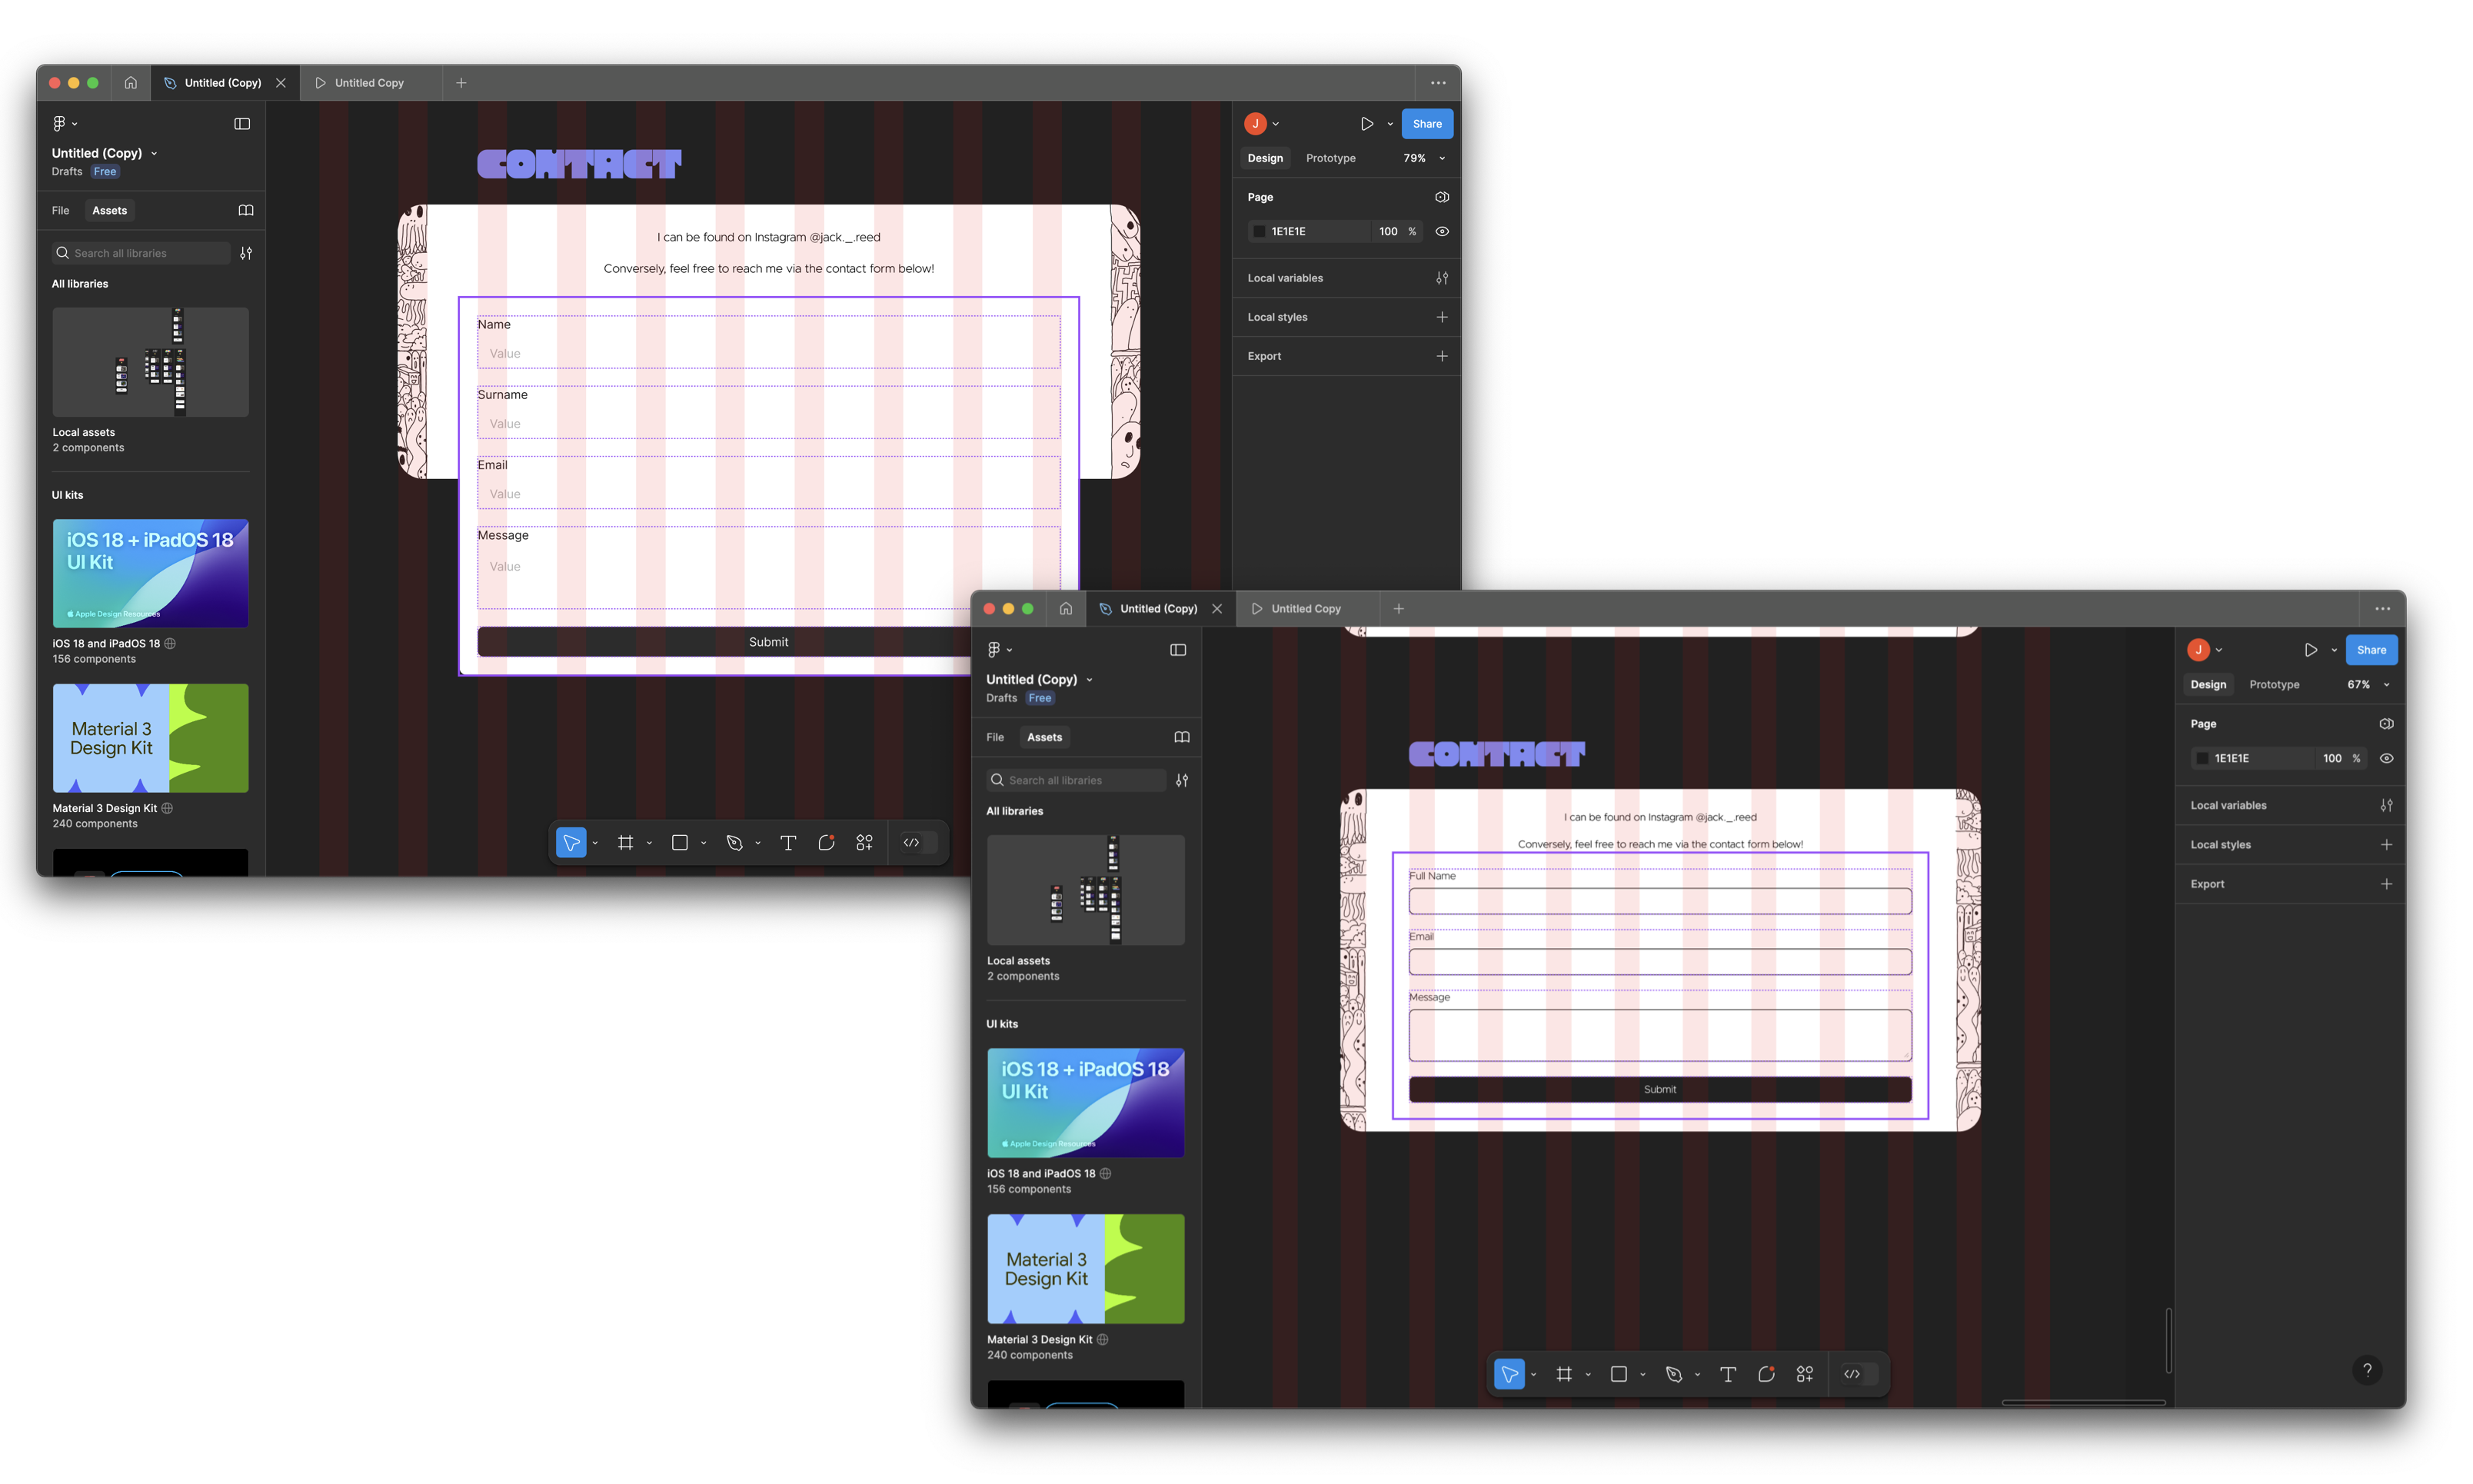 Untitled (Copy)
Untitled Copy
Untitled (Copy)
Drafts Free
File Assets
Search all libraries
All libraries
Local assets
2 components
UI kits
iOS 18 + iPadOS 18
UI Kit
Apple Design Resources
iOS 18 and iPadOS 18
156 components
Material 3
Design Kit
Material 3 Design Kit
240 components
CONTACT
I can be found on Instagram @jack._.reed
Conversely, feel free to reach me via the contact form below!
Name
Value
Surname
Value
Email
Value
Message
Value
Submit
J
Share
Design Prototype 79%
Page
1E1E1E 100 %
Local variables
Local styles
Export
Untitled (Copy)
Untitled Copy
Untitled (Copy)
Drafts Free
File Assets
Search all libraries
All libraries
Local assets
2 components
UI kits
iOS 18 + iPadOS 18
UI Kit
Apple Design Resources
iOS 18 and iPadOS 18
156 components
Material 3
Design Kit
Material 3 Design Kit
240 components
CONTACT
I can be found on Instagram @jack._.reed
Conversely, feel free to reach me via the contact form below!
Full Name
Email
Message
Submit
J
Share
Design Prototype 67%
Page
1E1E1E 100 %
Local variables
Local styles
Export
?